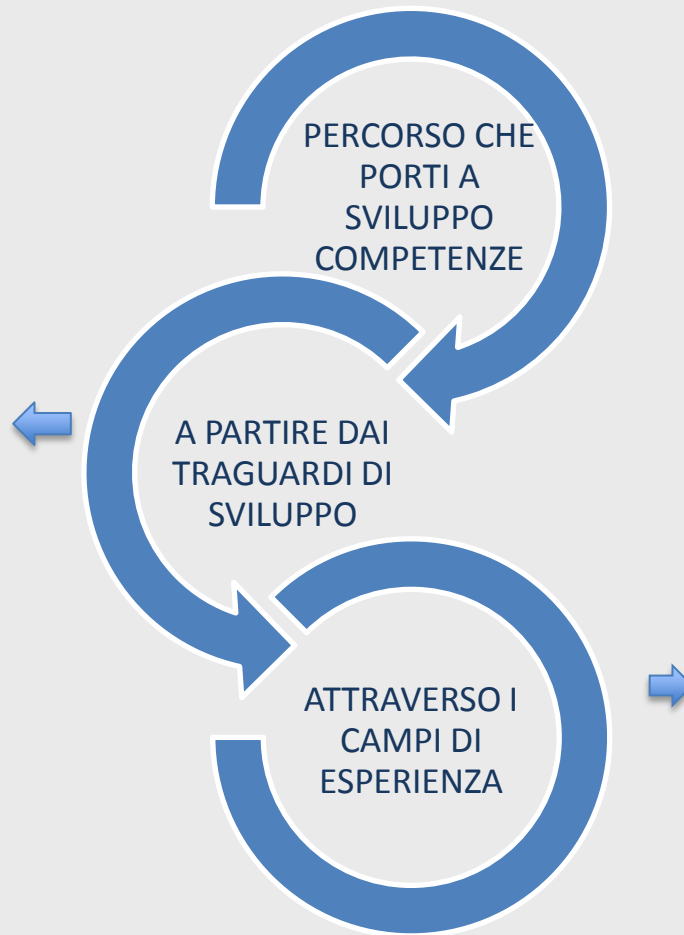 PERCORSO CHE
PORTI A
SVILUPPO
COMPETENZE
A PARTIRE DAI
TRAGUARDI DI
SVILUPPO
ATTRAVERSO I
CAMPI DI
ESPERIENZA